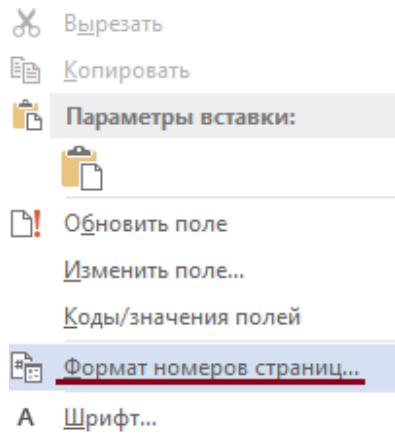 Вырезать
Копировать
Параметры вставки:
Обновить поле
Изменить поле...
Коды/значения полей
Формат номеров страниц...
А Шрифт...